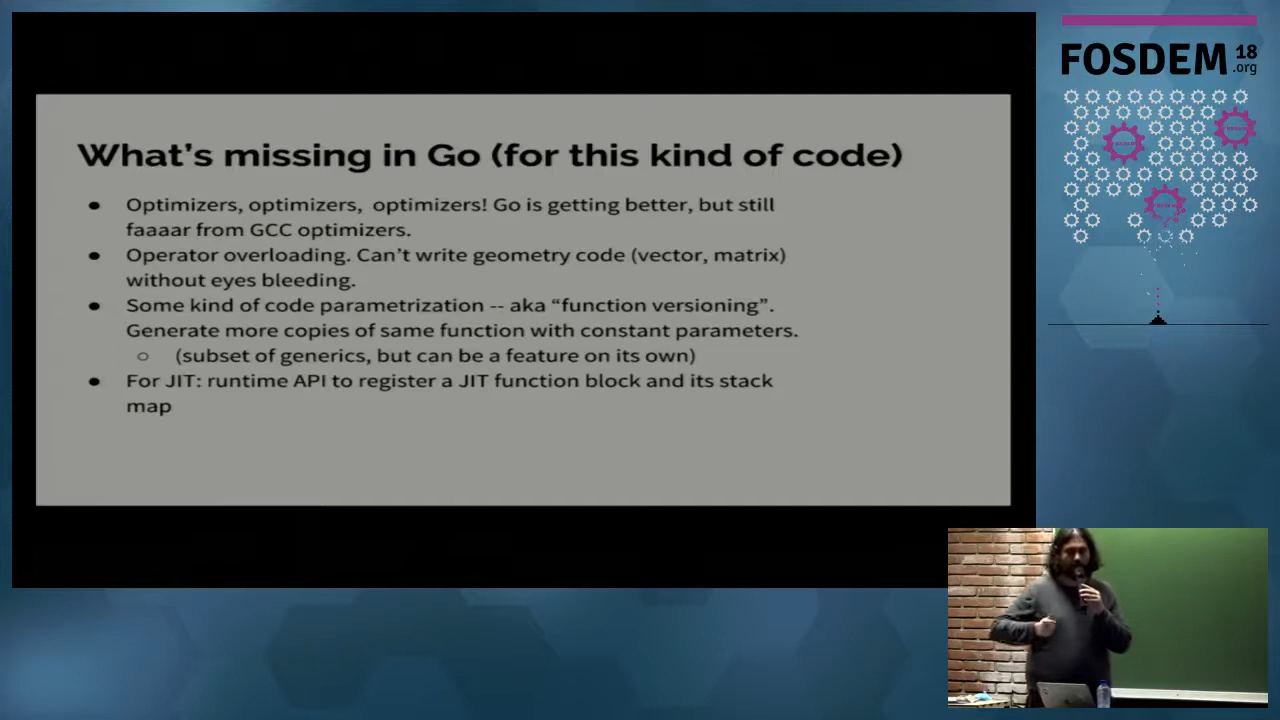 FOSDEM 18
.org
What's missing in Go (for this kind of code)
● Optimizers, optimizers, optimizers! Go is getting better, but still
faaaar from GCC optimizers.
● Operator overloading. Can't write geometry code (vector, matrix)
without eyes bleeding.
● Some kind of code parametrization -- aka “function versioning”.
Generate more copies of same function with constant parameters.
○ (subset of generics, but can be a feature on its own)
● For JIT: runtime API to register a JIT function block and its stack
map